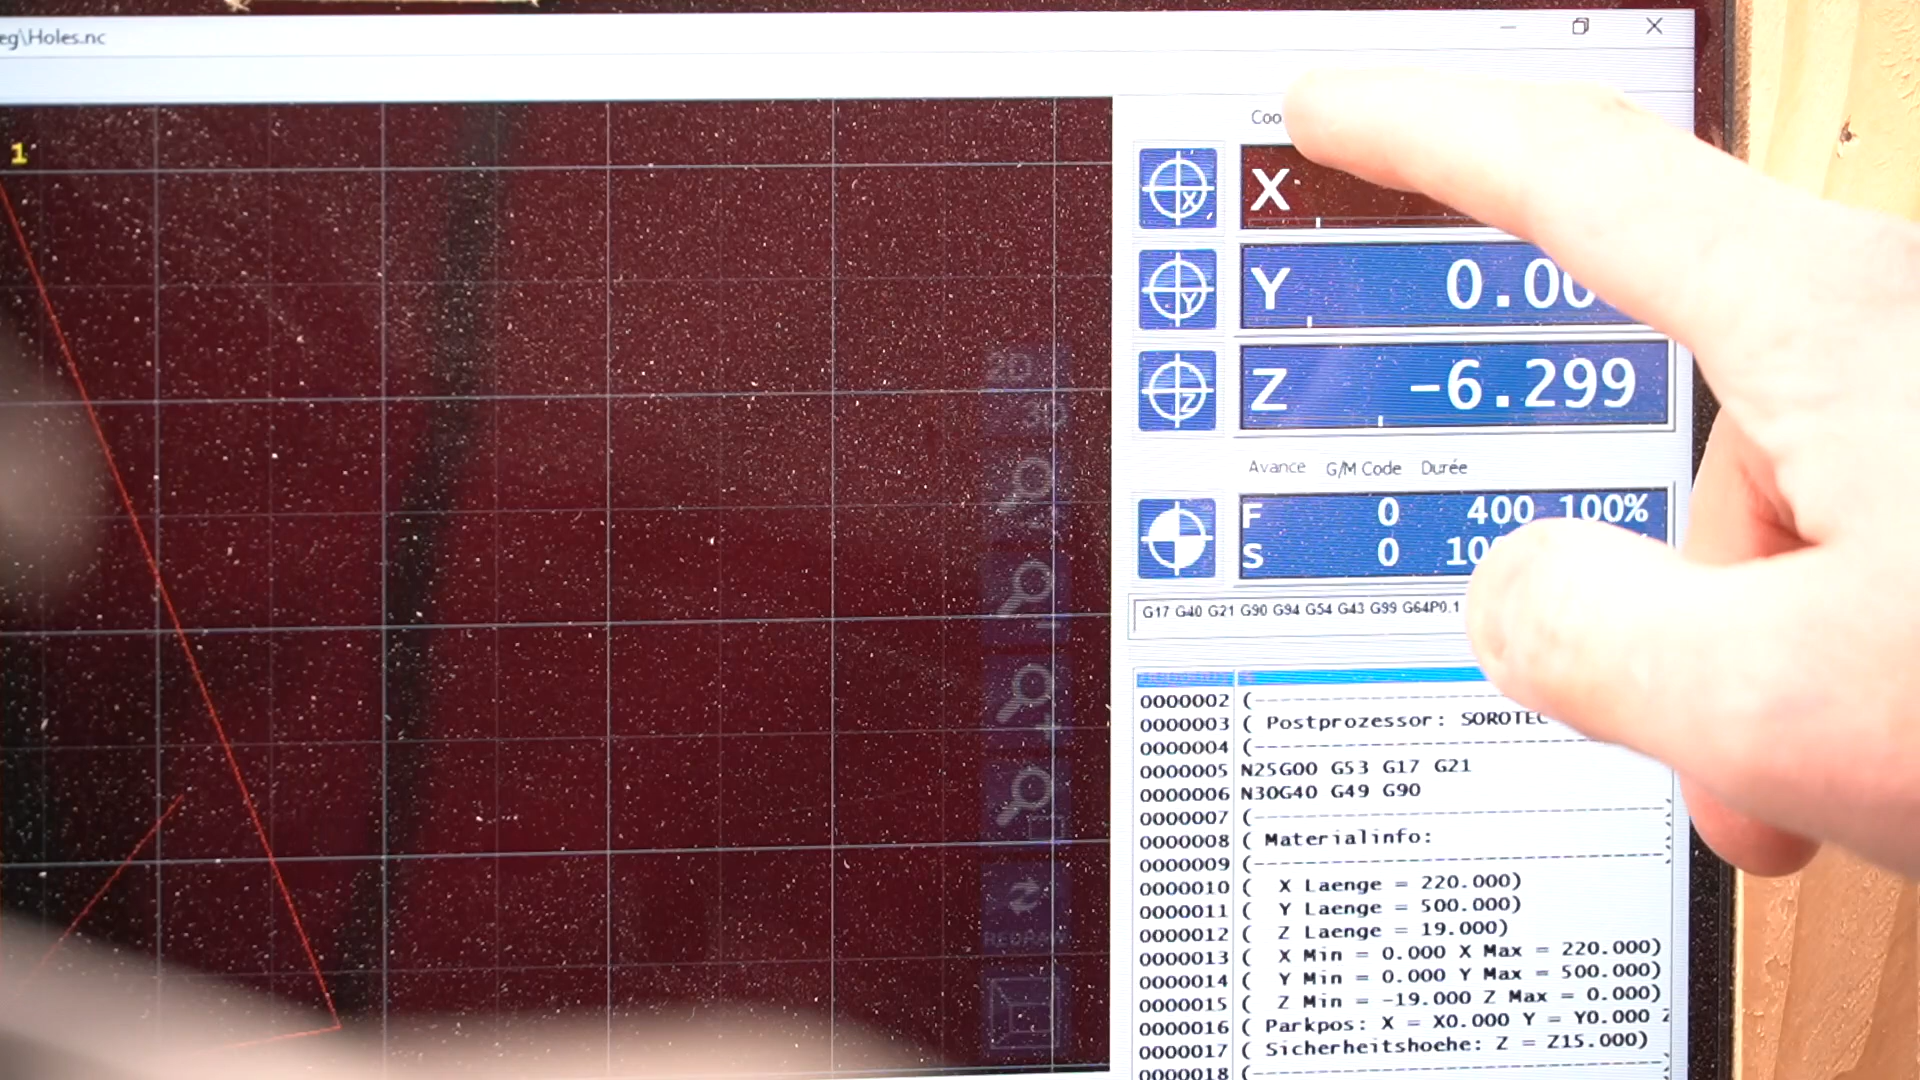 eg\Holes.nc
1
X
X
Y
Y 0.00
Z
Z -6.299
Avance G/M Code Durée
F 0 400 100%
S 0
G17 G40 G21 G90 G94 G54 G43 G99 G64P0.1
2D
3D
0000002 (--------------------
0000003 ( Postprozessor: SOROTEC
0000004 (--------------------
0000005 N25G00 G53 G17 G21
0000006 N30G40 G49 G90
0000007 (--------------------
0000008 ( Materialinfo:
0000009 (--------------------
0000010 ( X Laenge = 220.000)
0000011 ( Y Laenge = 500.000)
0000012 ( Z Laenge = 19.000)
0000013 ( X Min = 0.000 X Max = 220.000)
0000014 ( Y Min = 0.000 Y Max = 500.000)
0000015 ( Z Min = -19.000 Z Max = 0.000)
0000016 ( Parkpos: X = X0.000 Y = Y0.000 Z
0000017 ( Sicherheitshoehe: Z = Z15.000)
0000018 (--------------------